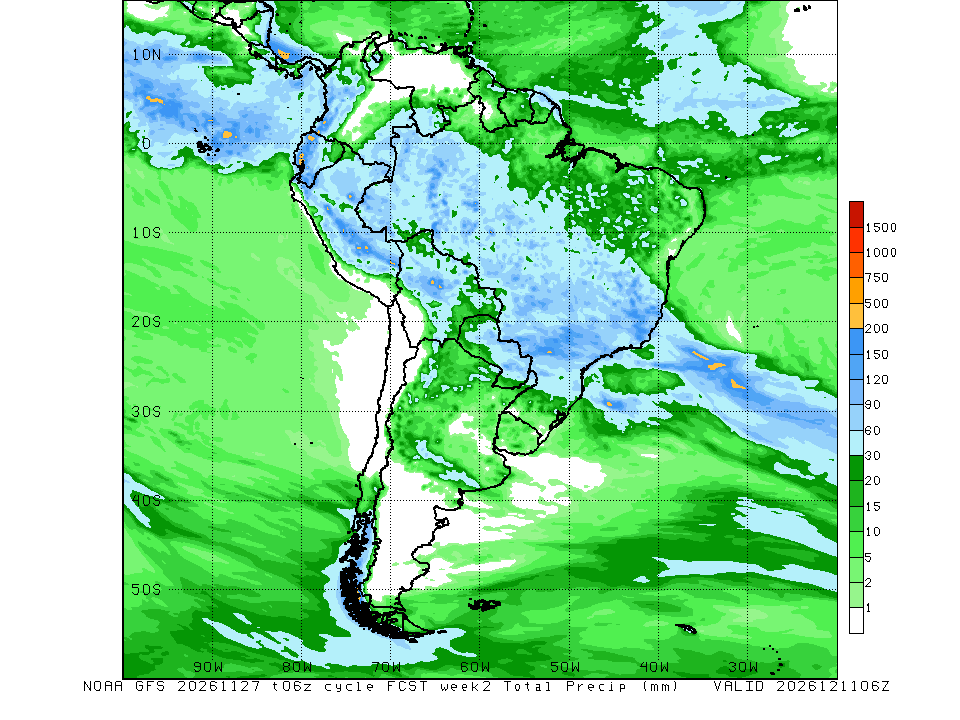 10N
0
10S
20S
30S
40S
50S
90W 80W 70W 60W 50W 40W 30W
1500
1000
750
500
200
150
120
90
60
30
20
15
10
5
2
1
NOAA GFS 20261127 t06z cycle FCST week2 Total Precip (mm) VALID 2026121106Z